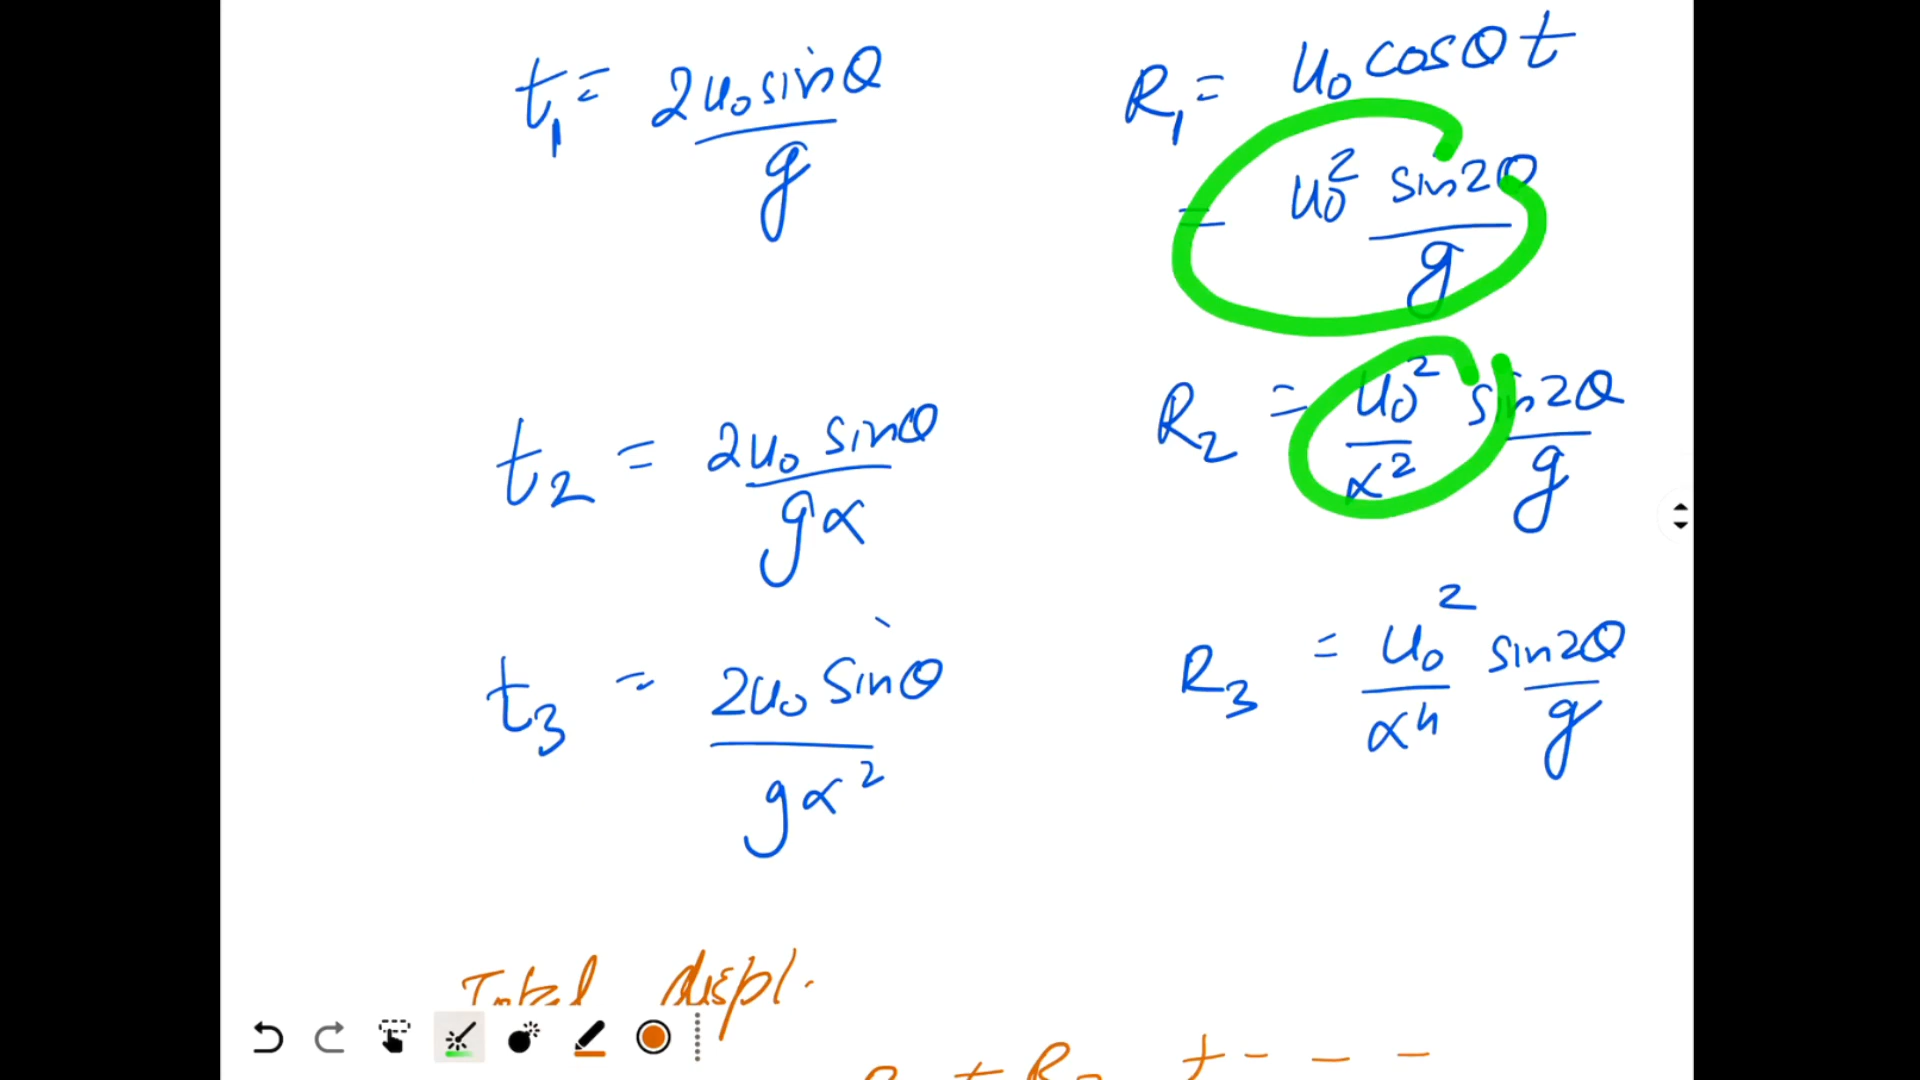 t₁ = 2u₀sinθ / g
R₁ = u₀cosθ t
= u₀² sin2θ / g
t₂ = 2u₀ sinθ / gα
R₂ = u₀² / α² sin2θ / g
t₃ = 2u₀ sinθ / gα²
R₃ = u₀² / α⁴ sin2θ / g
Total displ.